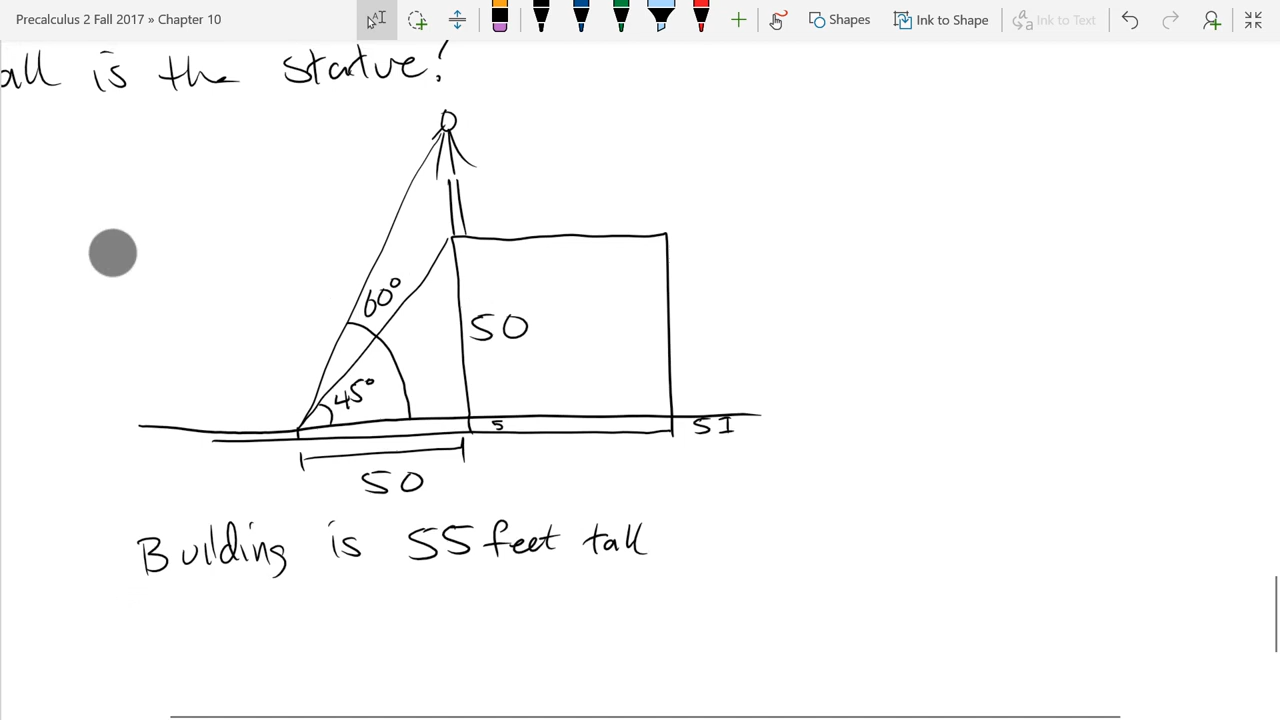 Precalculus 2 Fall 2017 » Chapter 10
Shapes
Ink to Shape
Ink to Text
all is the statue?
60°
50
45°
5
5I
50
Building is 55 feet tall